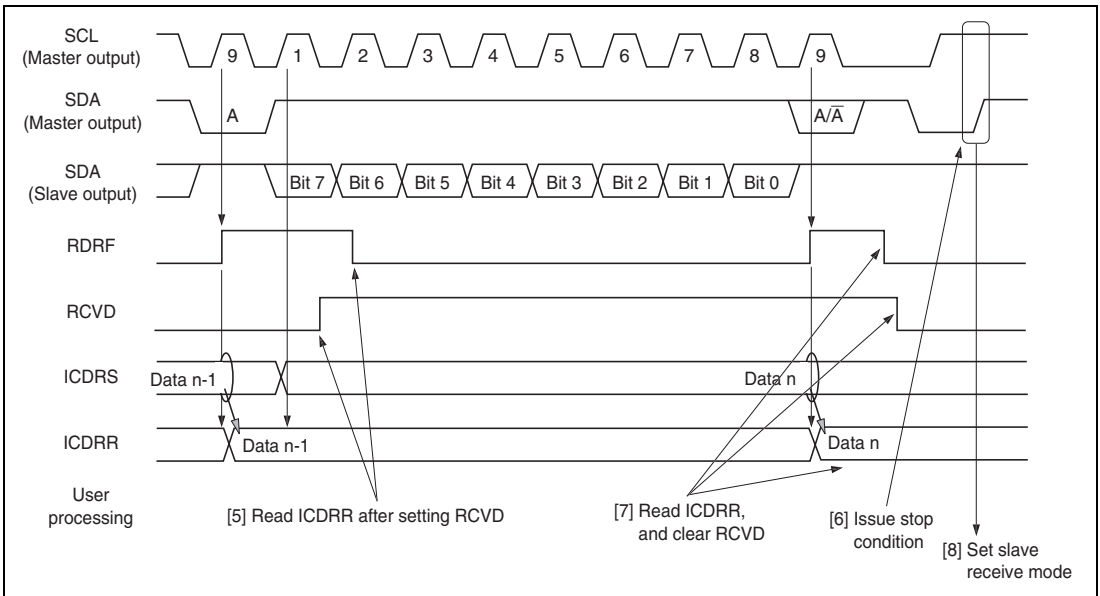 SCL
(Master output)
9 1 2 3 4 5 6 7 8 9
SDA
(Master output)
A A/A̅
SDA
(Slave output)
Bit 7 Bit 6 Bit 5 Bit 4 Bit 3 Bit 2 Bit 1 Bit 0
RDRF
RCVD
ICDRS
Data n-1 Data n
ICDRR
Data n-1 Data n
User
processing
[5] Read ICDRR after setting RCVD
[7] Read ICDRR,
and clear RCVD
[6] Issue stop
condition
[8] Set slave
receive mode